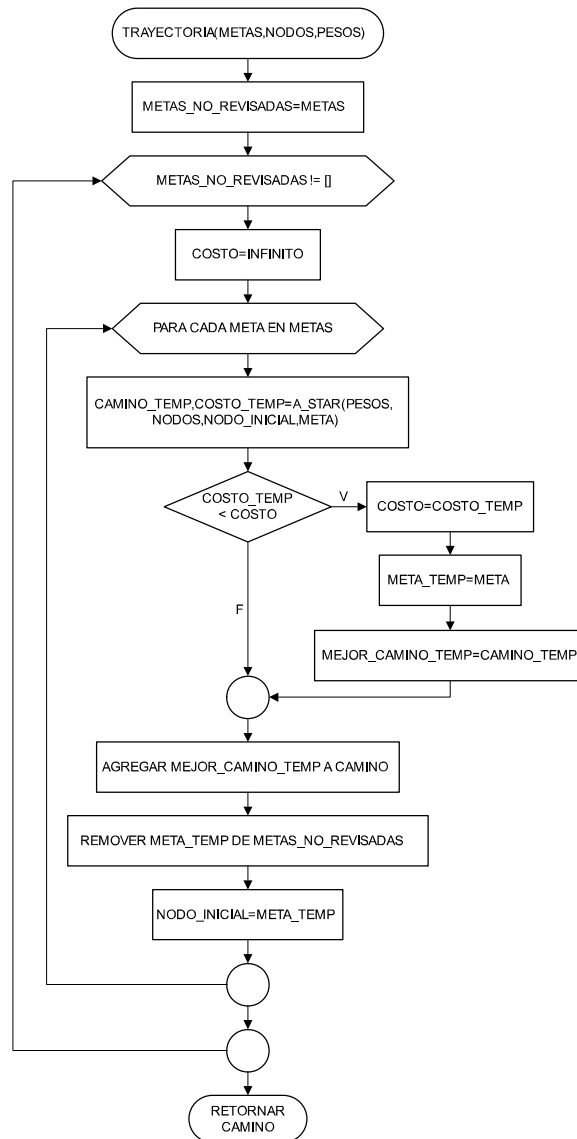 TRAYECTORIA(METAS,NODOS,PESOS)
METAS_NO_REVISADAS=METAS
METAS_NO_REVISADAS != []
COSTO=INFINITO
PARA CADA META EN METAS
CAMINO_TEMP,COSTO_TEMP=A_STAR(PESOS,
NODOS,NODO_INICIAL,META)
COSTO_TEMP
< COSTO
V
COSTO=COSTO_TEMP
META_TEMP=META
F
MEJOR_CAMINO_TEMP=CAMINO_TEMP
AGREGAR MEJOR_CAMINO_TEMP A CAMINO
REMOVER META_TEMP DE METAS_NO_REVISADAS
NODO_INICIAL=META_TEMP
RETORNAR
CAMINO